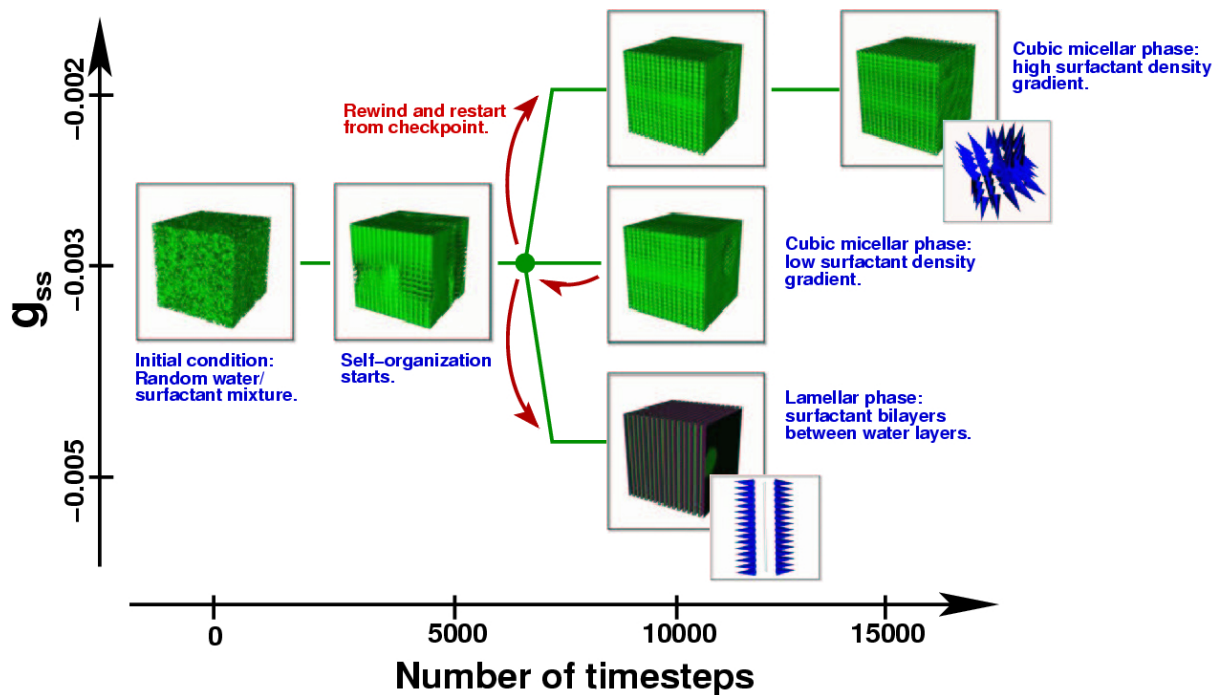 Cubic micellar phase:
high surfactant density
gradient.
Rewind and restart
from checkpoint.
−0.002
−0.003
−0.005
gss
Cubic micellar phase:
low surfactant density
gradient.
Initial condition:
Random water/
surfactant mixture.
Self−organization
starts.
Lamellar phase:
surfactant bilayers
between water layers.
0
5000
10000
15000
Number of timesteps